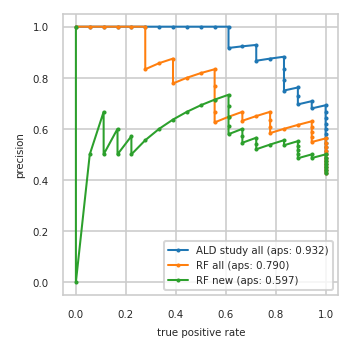 1.0
0.8
0.6
0.4
0.2
0.0
precision
ALD study all (aps: 0.932)
RF all (aps: 0.790)
RF new (aps: 0.597)
0.0 0.2 0.4 0.6 0.8 1.0
true positive rate